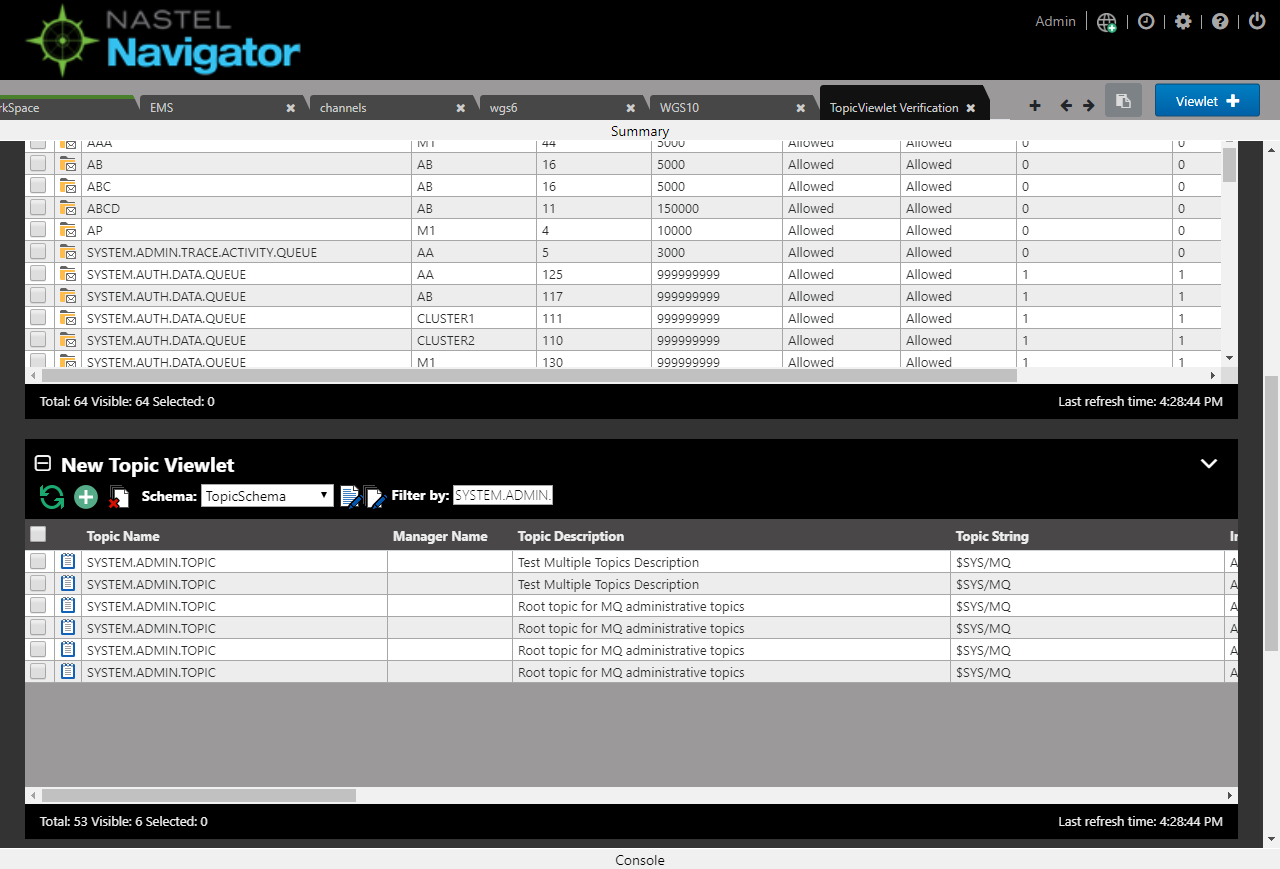 NASTEL
Navigator
Admin
rkSpace EMS channels wgs6 WGS10 TopicViewlet Verification Viewlet
Summary
AAA M1 44 5000 Allowed Allowed 0 0
AB AB 16 5000 Allowed Allowed 0 0
ABC AB 16 5000 Allowed Allowed 0 0
ABCD AB 11 150000 Allowed Allowed 0 0
AP M1 4 10000 Allowed Allowed 0 0
SYSTEM.ADMIN.TRACE.ACTIVITY.QUEUE AA 5 3000 Allowed Allowed 0 0
SYSTEM.AUTH.DATA.QUEUE AA 125 999999999 Allowed Allowed 1 1
SYSTEM.AUTH.DATA.QUEUE AB 117 999999999 Allowed Allowed 1 1
SYSTEM.AUTH.DATA.QUEUE CLUSTER1 111 999999999 Allowed Allowed 1 1
SYSTEM.AUTH.DATA.QUEUE CLUSTER2 110 999999999 Allowed Allowed 1 1
SYSTEM.AUTH.DATA.QUEUE M1 130 999999999 Allowed Allowed 1 1
Total: 64 Visible: 64 Selected: 0 Last refresh time: 4:28:44 PM
New Topic Viewlet
Schema: TopicSchema Filter by: SYSTEM.ADMIN.
Topic Name Manager Name Topic Description Topic String
SYSTEM.ADMIN.TOPIC Test Multiple Topics Description $SYS/MQ A
SYSTEM.ADMIN.TOPIC Test Multiple Topics Description $SYS/MQ A
SYSTEM.ADMIN.TOPIC Root topic for MQ administrative topics $SYS/MQ A
SYSTEM.ADMIN.TOPIC Root topic for MQ administrative topics $SYS/MQ A
SYSTEM.ADMIN.TOPIC Root topic for MQ administrative topics $SYS/MQ A
SYSTEM.ADMIN.TOPIC Root topic for MQ administrative topics $SYS/MQ A
Total: 53 Visible: 6 Selected: 0 Last refresh time: 4:28:44 PM
Console